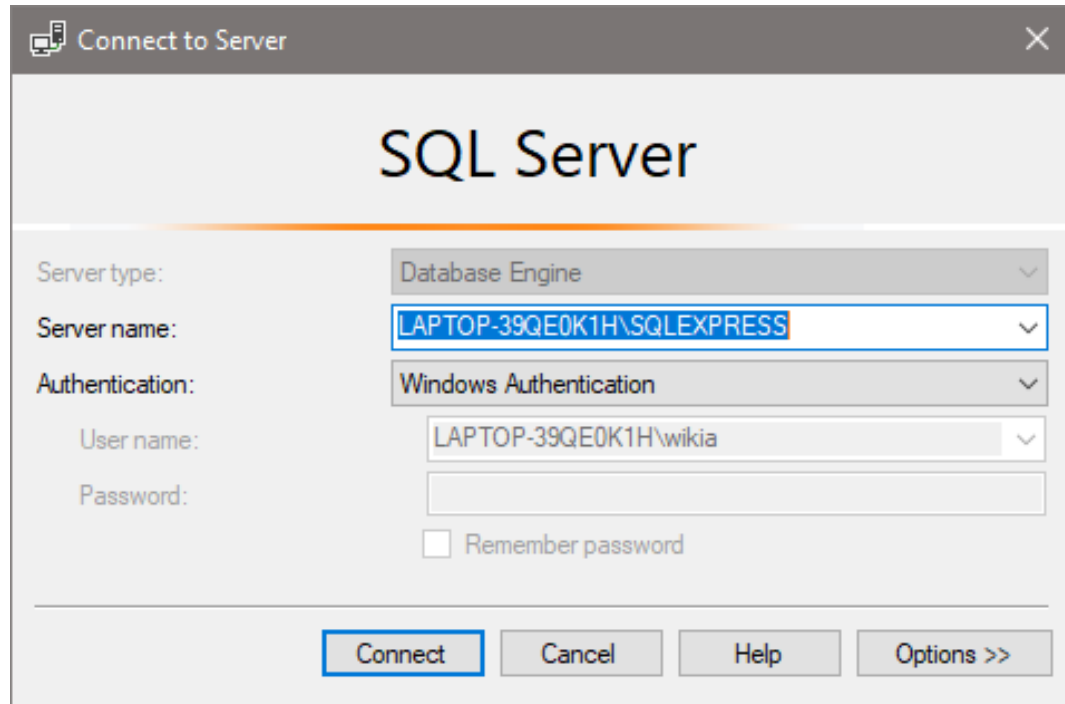 Connect to Server
SQL Server
Server type: Database Engine
Server name: LAPTOP-39QE0K1H\SQLEXPRESS
Authentication: Windows Authentication
User name: LAPTOP-39QE0K1H\wikia
Password:
Remember password
Connect Cancel Help Options >>